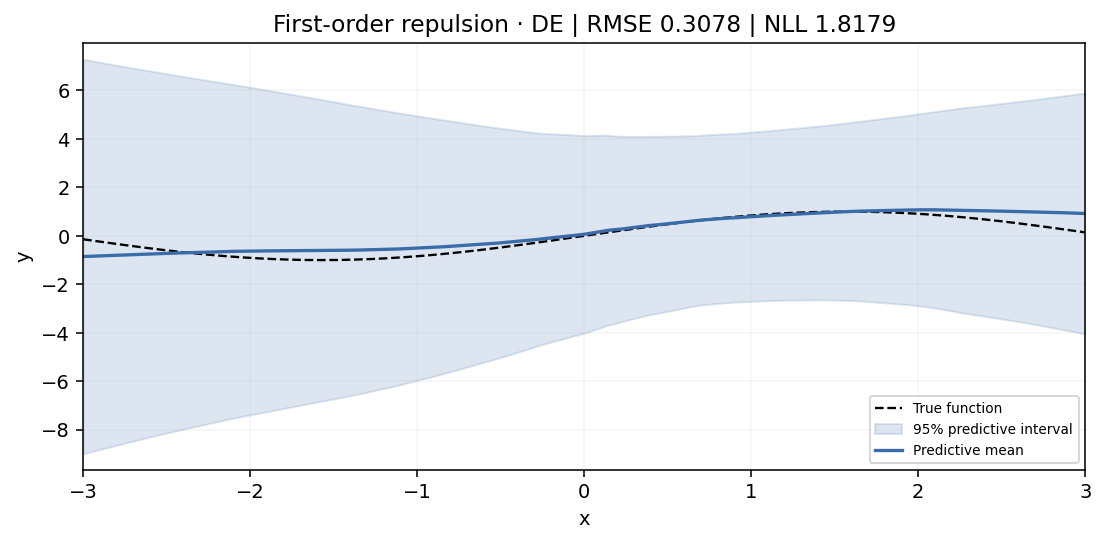 First-order repulsion · DE | RMSE 0.3078 | NLL 1.8179
y
6
4
2
0
−2
−4
−6
−8
True function
95% predictive interval
Predictive mean
−3 −2 −1 0 1 2 3
x